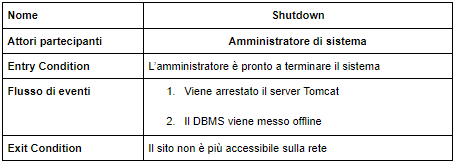 Nome Shutdown
Attori partecipanti Amministratore di sistema
Entry Condition L'amministratore è pronto a terminare il sistema
Flusso di eventi 1. Viene arrestato il server Tomcat
2. Il DBMS viene messo offline
Exit Condition Il sito non è più accessibile sulla rete